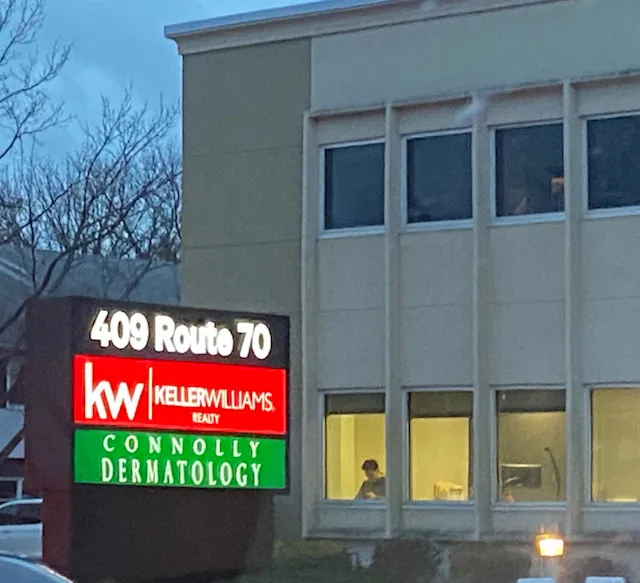 409 Route 70
kw KELLERWILLIAMS.
REALTY
CONNOLLY
DERMATOLOGY